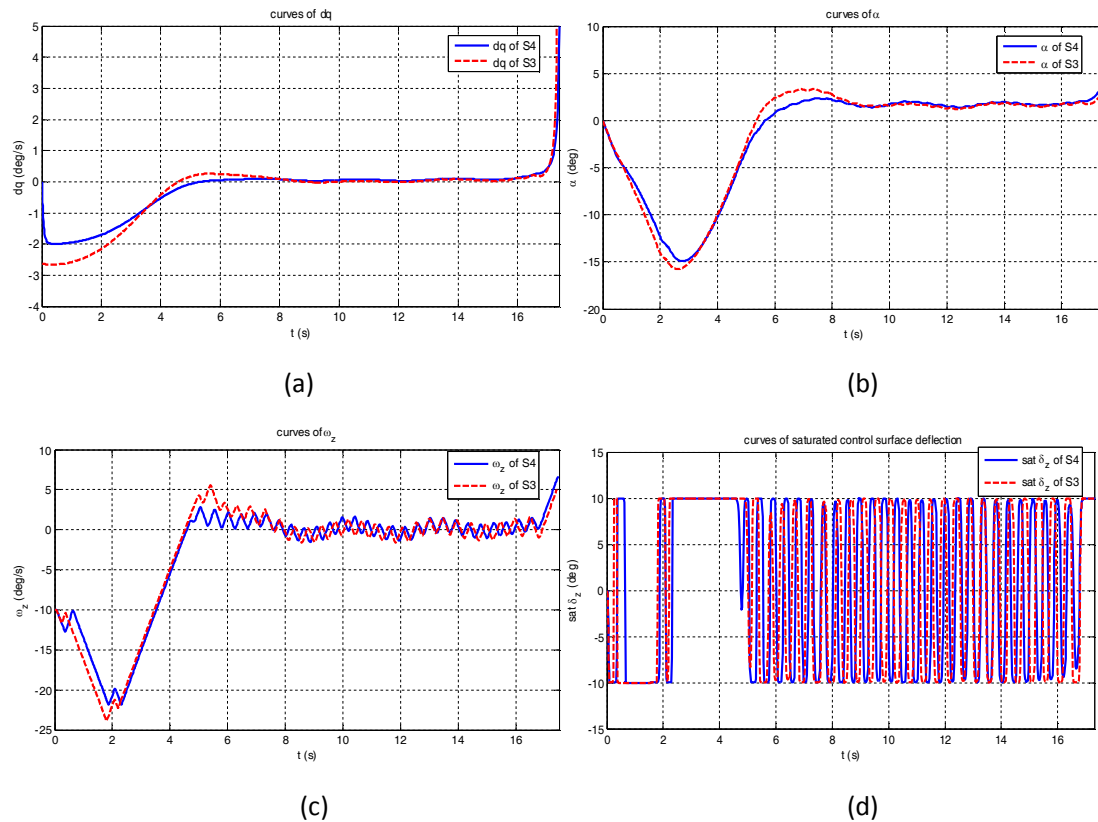 curves of dq
5
4
3
2
1
0
-1
-2
-3
-4
dq (deg/s)
0 2 4 6 8 10 12 14 16
t (s)
dq of S4
dq of S3
(a)
curves of α
10
5
0
-5
-10
-15
-20
α (deg)
0 2 4 6 8 10 12 14 16
t (s)
α of S4
α of S3
(b)
curves of ω_z
10
5
0
-5
-10
-15
-20
-25
ω_z (deg/s)
0 2 4 6 8 10 12 14 16
t (s)
ω_z of S4
ω_z of S3
(c)
curves of saturated control surface deflection
15
10
5
0
-5
-10
-15
sat δ_z (deg)
0 2 4 6 8 10 12 14 16
t (s)
sat δ_z of S4
sat δ_z of S3
(d)